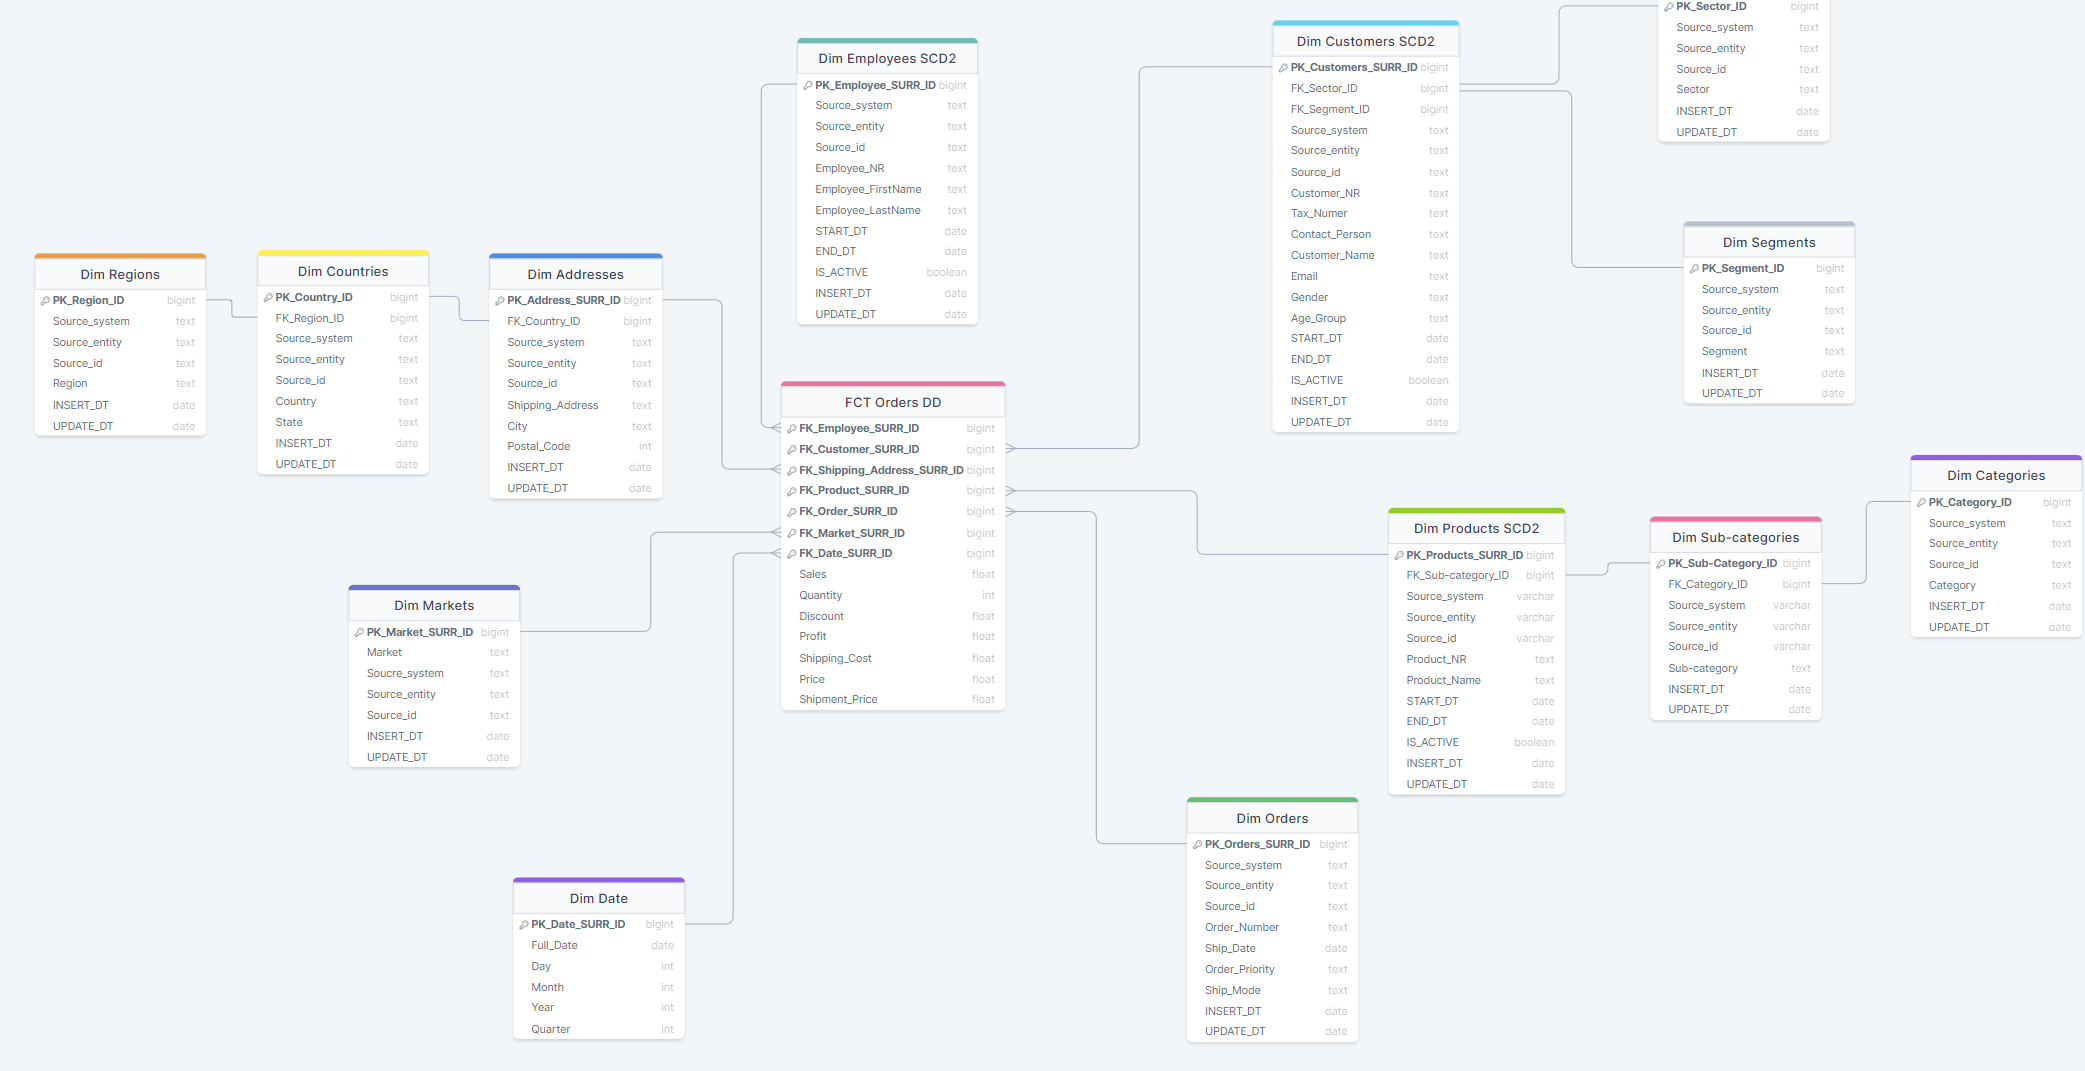 PK_Sector_ID bigint
Source_system text
Source_entity text
Source_id text
Sector text
INSERT_DT date
UPDATE_DT date
Dim Employees SCD2
PK_Employee_SURR_ID bigint
Source_system text
Source_entity text
Source_id text
Employee_NR text
Employee_FirstName text
Employee_LastName text
START_DT date
END_DT date
IS_ACTIVE boolean
INSERT_DT date
UPDATE_DT date
Dim Customers SCD2
PK_Customers_SURR_ID bigint
FK_Sector_ID bigint
FK_Segment_ID bigint
Source_system text
Source_entity text
Source_id text
Customer_NR text
Tax_Numer text
Contact_Person text
Customer_Name text
Email text
Gender text
Age_Group text
START_DT date
END_DT date
IS_ACTIVE boolean
INSERT_DT date
UPDATE_DT date
Dim Segments
PK_Segment_ID bigint
Source_system text
Source_entity text
Source_id text
Segment text
INSERT_DT date
UPDATE_DT date
Dim Regions
PK_Region_ID bigint
Source_system text
Source_entity text
Source_id text
Region text
INSERT_DT date
UPDATE_DT date
Dim Countries
PK_Country_ID bigint
FK_Region_ID bigint
Source_system text
Source_entity text
Source_id text
Country text
State text
INSERT_DT date
UPDATE_DT date
Dim Addresses
PK_Address_SURR_ID bigint
FK_Country_ID bigint
Source_system text
Source_entity text
Source_id text
Shipping_Address text
City text
Postal_Code int
INSERT_DT date
UPDATE_DT date
FCT Orders DD
FK_Employee_SURR_ID bigint
FK_Customer_SURR_ID bigint
FK_Shipping_Address_SURR_ID bigint
FK_Product_SURR_ID bigint
FK_Order_SURR_ID bigint
FK_Market_SURR_ID bigint
FK_Date_SURR_ID bigint
Sales float
Quantity int
Discount float
Profit float
Shipping_Cost float
Price float
Shipment_Price float
Dim Categories
PK_Category_ID bigint
Source_system text
Source_entity text
Source_id text
Category text
INSERT_DT date
UPDATE_DT date
Dim Products SCD2
PK_Products_SURR_ID bigint
FK_Sub-category_ID bigint
Source_system varchar
Source_entity varchar
Source_id varchar
Product_NR text
Product_Name text
START_DT date
END_DT date
IS_ACTIVE boolean
INSERT_DT date
UPDATE_DT date
Dim Sub-categories
PK_Sub-Category_ID bigint
FK_Category_ID bigint
Source_system varchar
Source_entity varchar
Source_id varchar
Sub-category text
INSERT_DT date
UPDATE_DT date
Dim Markets
PK_Market_SURR_ID bigint
Market text
Soucre_system text
Source_entity text
Source_id text
INSERT_DT date
UPDATE_DT date
Dim Orders
PK_Orders_SURR_ID bigint
Source_system text
Source_entity text
Source_id text
Order_Number text
Ship_Date date
Order_Priority text
Ship_Mode text
INSERT_DT date
UPDATE_DT date
Dim Date
PK_Date_SURR_ID bigint
Full_Date date
Day int
Month int
Year int
Quarter int